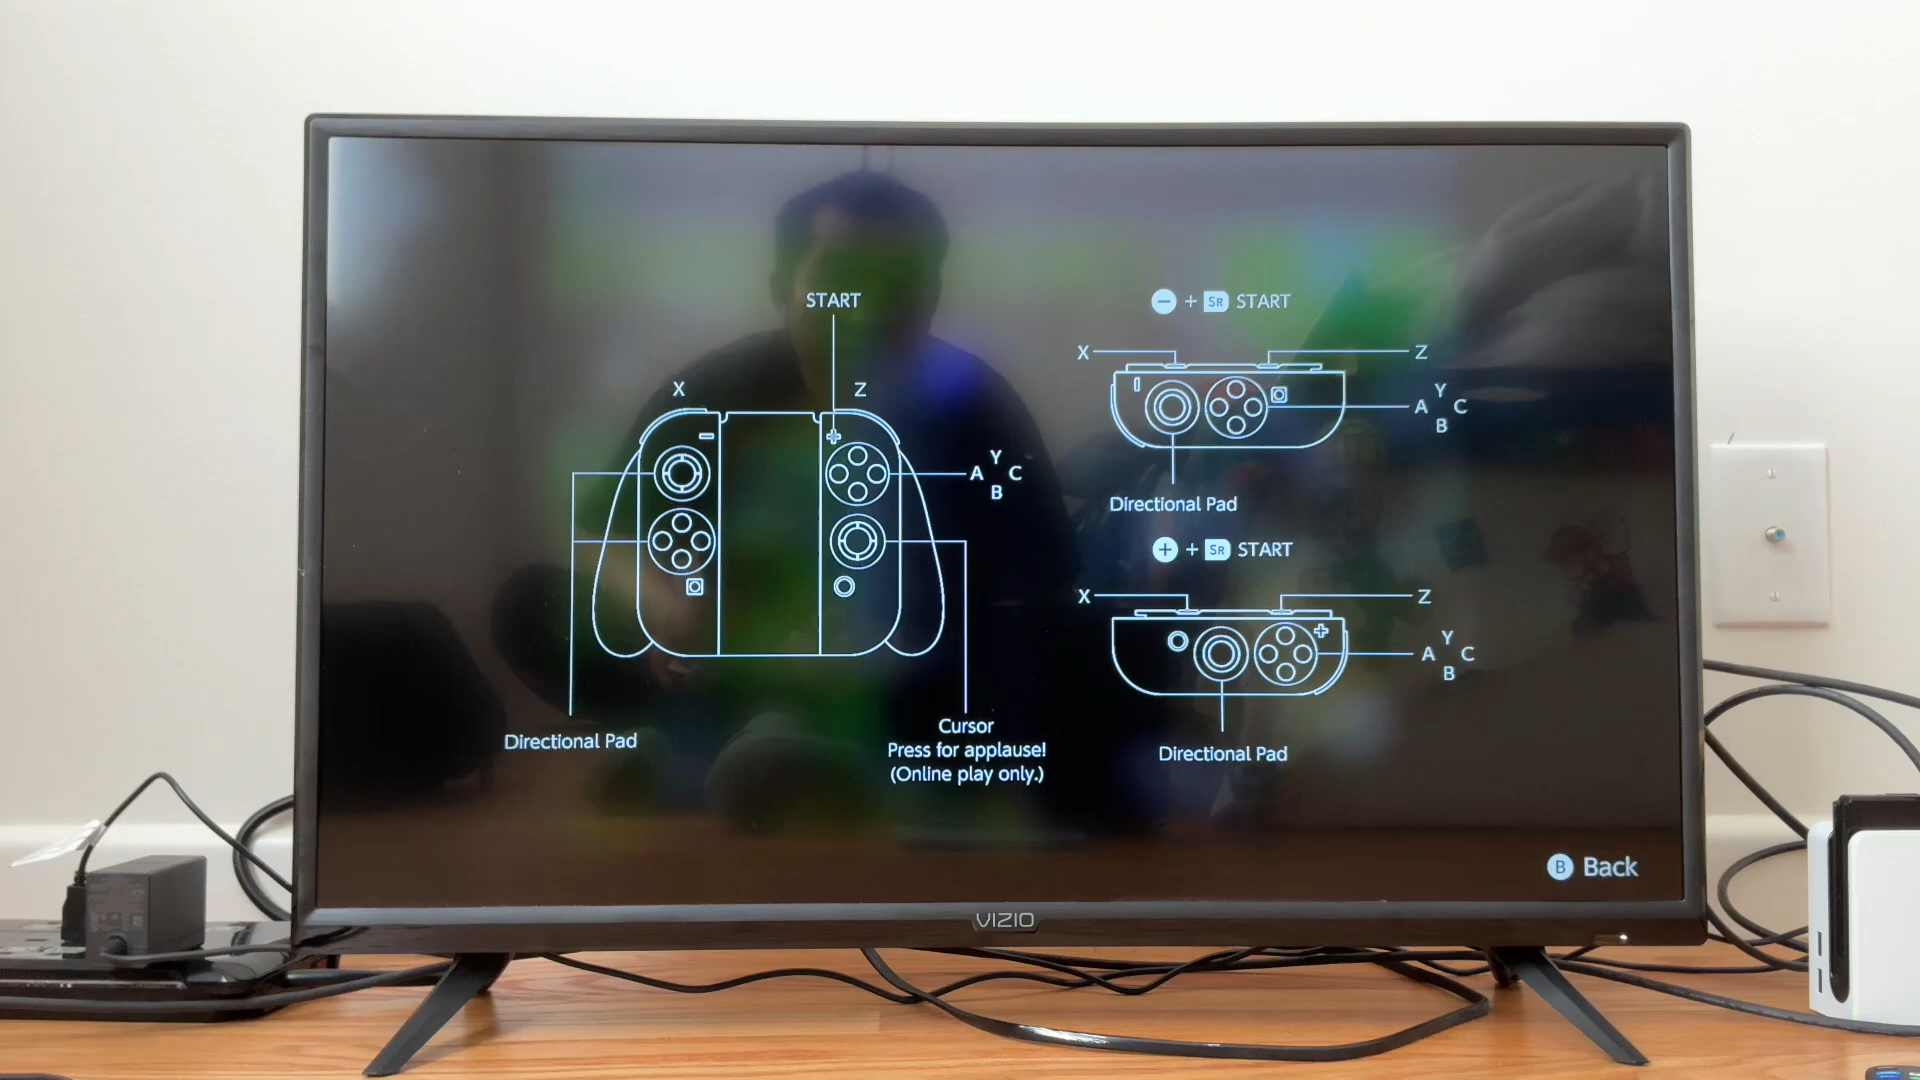 START
X
Z
Y
A C
B
Directional Pad
Cursor
Press for applause!
(Online play only.)
− + SR START
X
Z
Y
A C
B
Directional Pad
+ + SR START
X
Z
Y
A C
B
Directional Pad
B Back
VIZIO